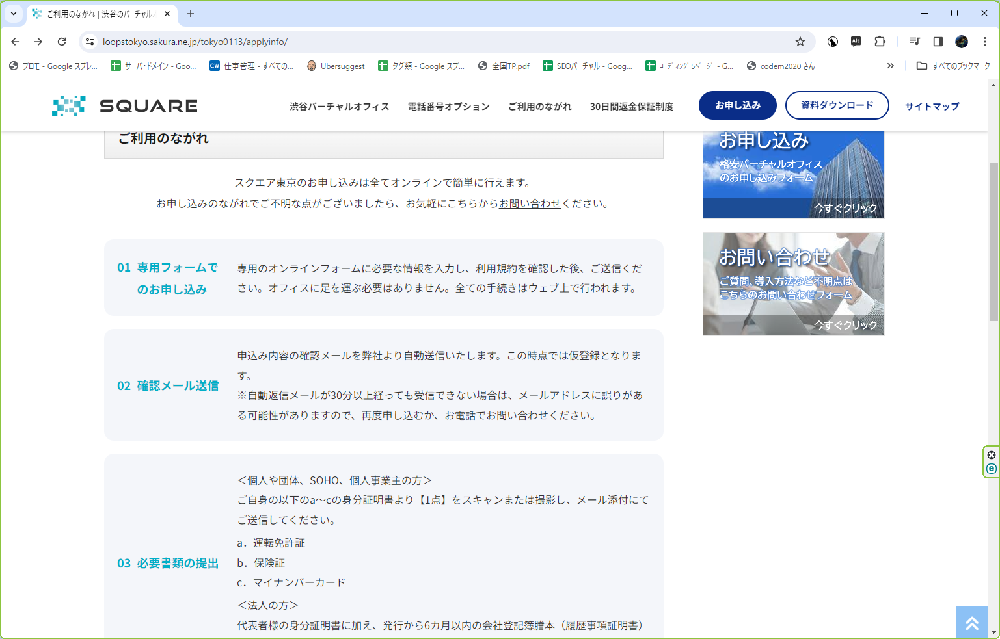 ご利用のながれ | 渋谷のバーチャルオ
loopstokyo.sakura.ne.jp/tokyo0113/applyinfo/
Alt
プロモ - Google スプレ...
サーバ・ドメイン - Goo...
CW 仕事管理 - すべての...
Ubersuggest
タグ類 - Google スプ...
全国TP.pdf
SEOバーチャル - Goog...
コーディング 5ページ - G...
codem2020 さん
すべてのブックマーク
SQUARE
渋谷バーチャルオフィス
電話番号オプション
ご利用のながれ
30日間返金保証制度
お申し込み
資料ダウンロード
サイトマップ
ご利用のながれ
スクエア東京のお申し込みは全てオンラインで簡単に行えます。
お申し込みのながれでご不明な点がございましたら、お気軽にこちらからお問い合わせください。
01 専用フォームで
のお申し込み
専用のオンラインフォームに必要な情報を入力し、利用規約を確認した後、ご送信くだ
さい。オフィスに足を運ぶ必要はありません。全ての手続きはウェブ上で行われます。
02 確認メール送信
申込み内容の確認メールを弊社より自動送信いたします。この時点では仮登録となりま
す。
※自動返信メールが30分以上経っても受信できない場合は、メールアドレスに誤りがあ
る可能性がありますので、再度申し込むか、お電話でお問い合わせください。
03 必要書類の提出
＜個人や団体、SOHO、個人事業主の方＞
ご自身の以下のa〜cの身分証明書より【1点】をスキャンまたは撮影し、メール添付にて
ご送信してください。
a．運転免許証
b．保険証
c．マイナンバーカード
＜法人の方＞
代表者様の身分証明書に加え、発行から6カ月以内の会社登記簿謄本（履歴事項証明書）
お申し込み
格安バーチャルオフィス
のお申し込みフォーム
今すぐクリック
お問い合わせ
ご質問、導入方法など不明点は
こちらのお問い合わせフォーム
今すぐクリック
e